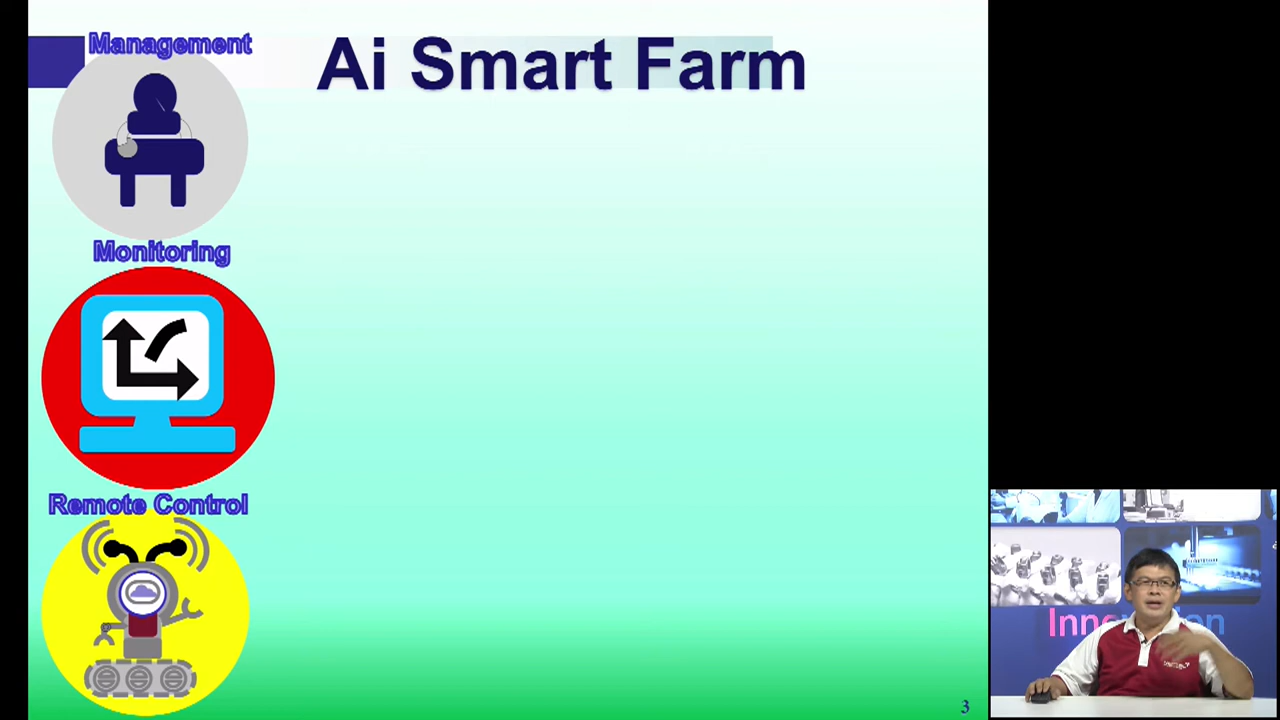 Management
Ai Smart Farm
Monitoring
Remote Control
3